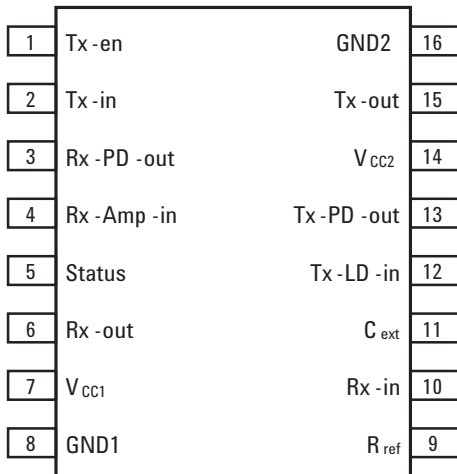 1 Tx-en GND2 16
2 Tx-in Tx-out 15
3 Rx-PD-out VCC2 14
4 Rx-Amp-in Tx-PD-out 13
5 Status Tx-LD-in 12
6 Rx-out Cext 11
7 VCC1 Rx-in 10
8 GND1 Rref 9